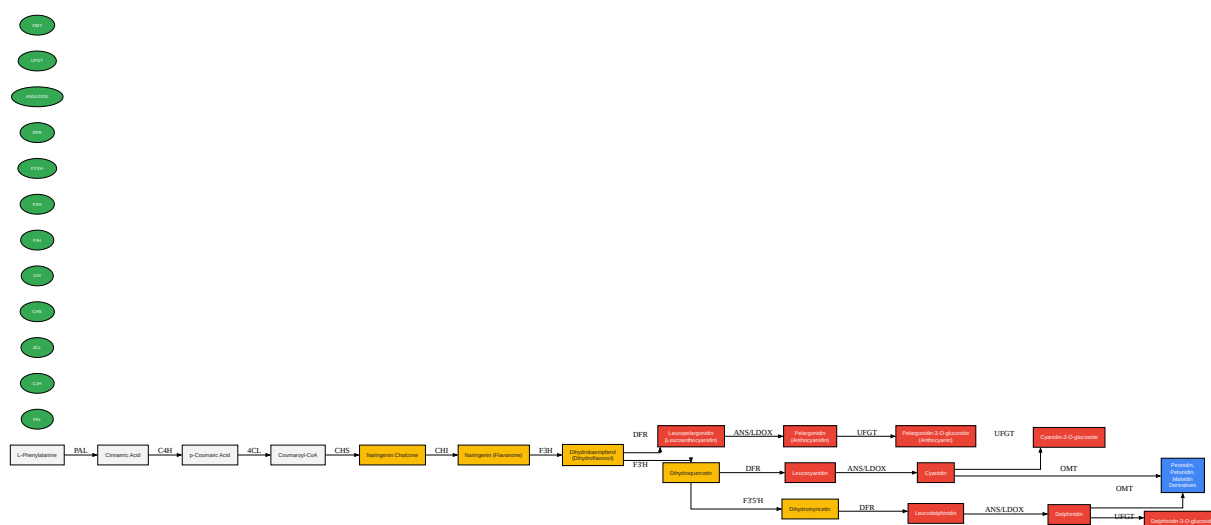 OMT
UFGT
ANS/LDOX
DFR
F3'5'H
F3'H
F3H
CHI
CHS
4CL
C4H
PAL
L-Phenylalanine
PAL
Cinnamic Acid
C4H
p-Coumaric Acid
4CL
Coumaroyl-CoA
CHS
Naringenin Chalcone
CHI
Naringenin (Flavanone)
F3H
Dihydrokaempferol
(Dihydroflavonol)
DFR
Leucopelargonidin
(Leucoanthocyanidin)
ANS/LDOX
Pelargonidin
(Anthocyanidin)
UFGT
Pelargonidin-3-O-glucoside
(Anthocyanin)
F3'H
Dihydroquercetin
DFR
Leucocyanidin
ANS/LDOX
Cyanidin
UFGT
Cyanidin-3-O-glucoside
OMT
Peonidin,
Petunidin,
Malvidin
Derivatives
F3'5'H
Dihydromyricetin
DFR
Leucodelphinidin
ANS/LDOX
Delphinidin
OMT
UFGT
Delphinidin-3-O-glucosid